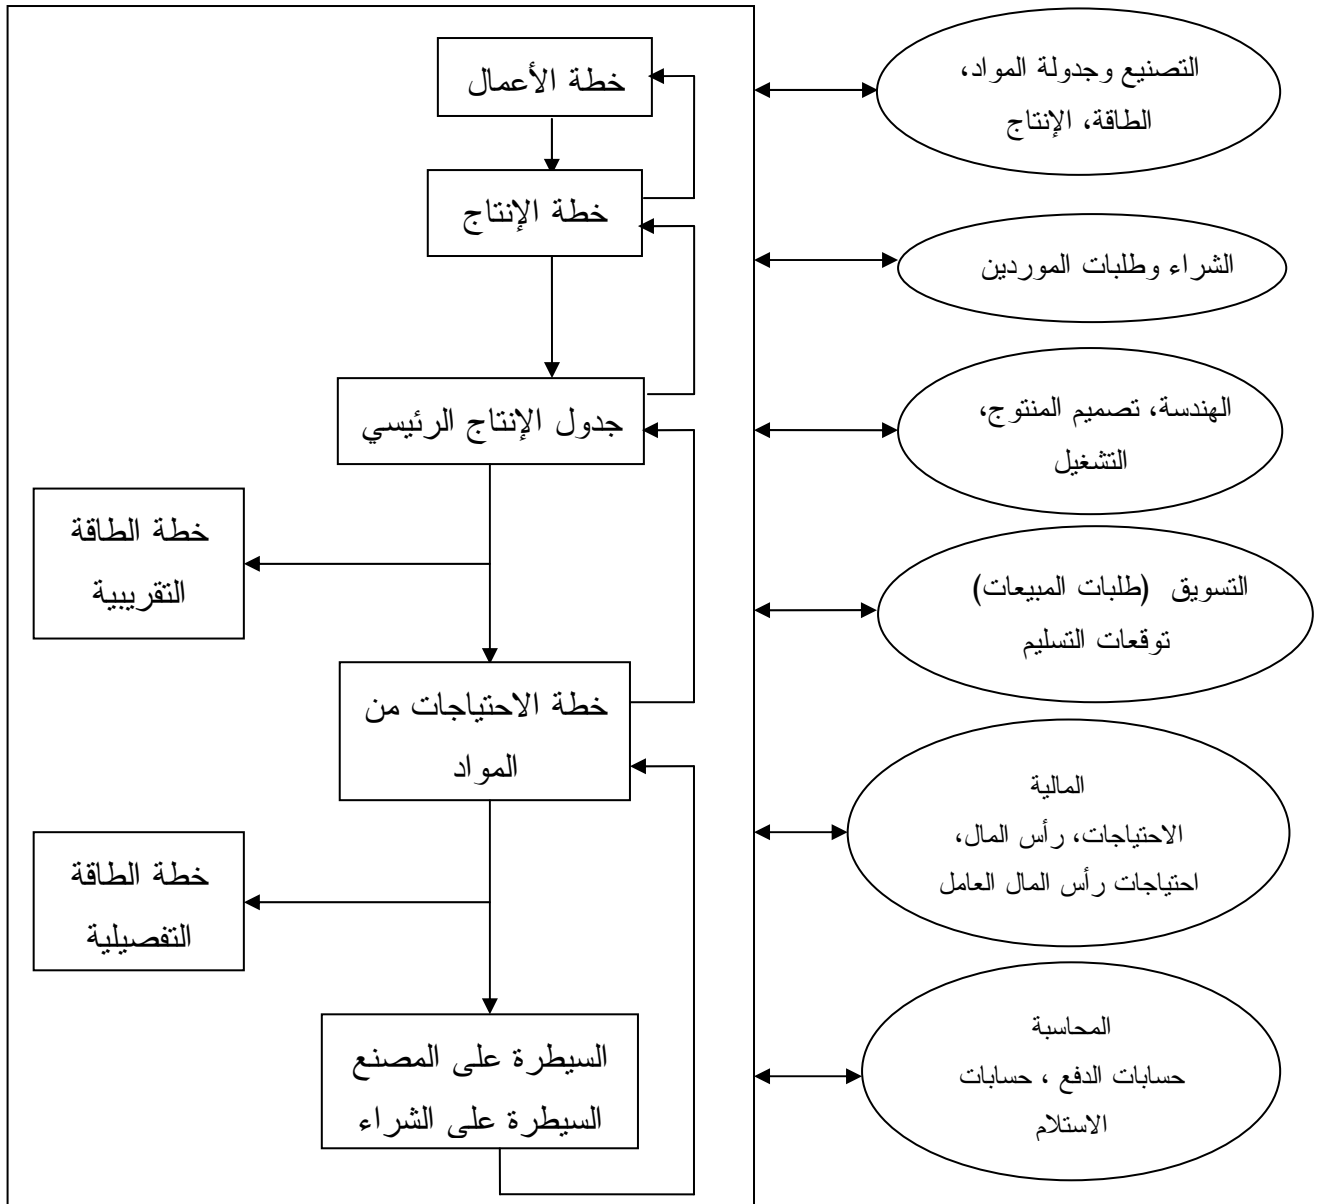 خطة الأعمال
خطة الإنتاج
جدول الإنتاج الرئيسي
خطة الطاقة
التقريبية
خطة الاحتياجات من
المواد
خطة الطاقة
التفصيلية
السيطرة على المصنع
السيطرة على الشراء
التصنيع وجدولة المواد،
الطاقة، الإنتاج
الشراء وطلبات الموردين
الهندسة، تصميم المنتوج،
التشغيل
التسويق (طلبات المبيعات)
توقعات التسليم
المالية
الاحتياجات، رأس المال،
احتياجات رأس المال العامل
المحاسبة
حسابات الدفع ، حسابات
الاستلام